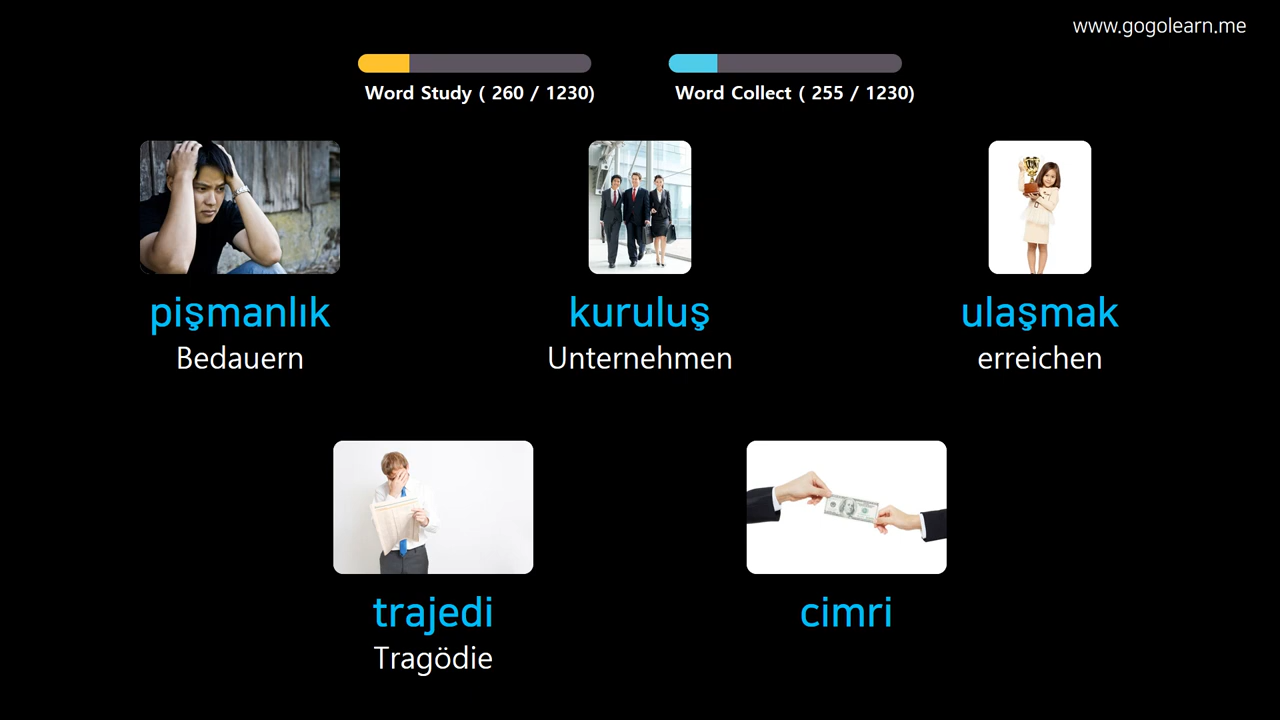 www.gogolearn.me
Word Study ( 260 / 1230)
Word Collect ( 255 / 1230)
pişmanlık
Bedauern
kuruluş
Unternehmen
ulaşmak
erreichen
trajedi
Tragödie
cimri